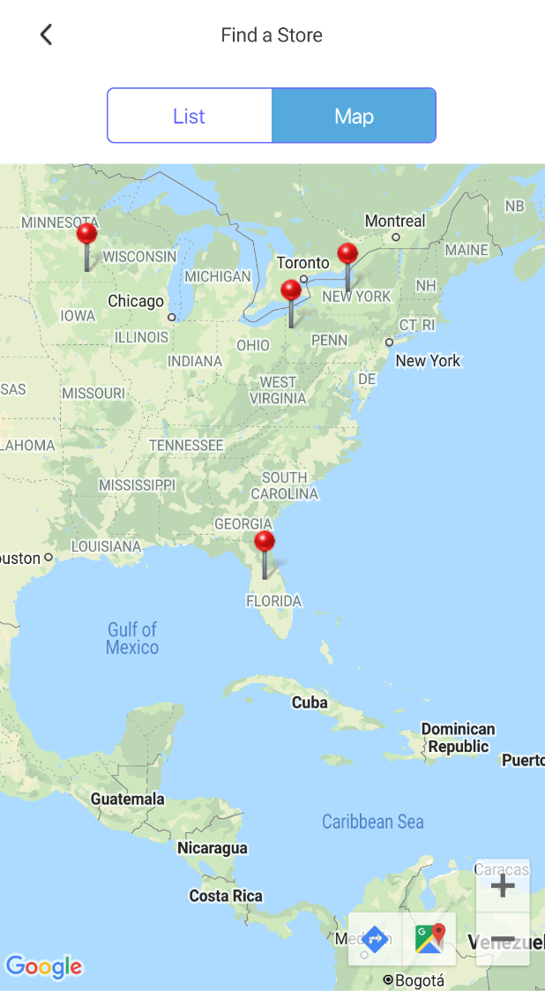 Find a Store
List
Map
NB
Montreal
MINNESOTA
MAINE
WISCONSIN
Toronto
MICHIGAN
NH
NEW YORK
Chicago
IOWA
CT RI
ILLINOIS
OHIO
PENN
INDIANA
New York
DE
SAS
MISSOURI
WEST
VIRGINIA
LAHOMA
TENNESSEE
MISSISSIPPI
SOUTH
CAROLINA
GEORGIA
LOUISIANA
ouston
FLORIDA
Gulf of
Mexico
Cuba
Dominican
Republic
Puerto
Guatemala
Caribbean Sea
Nicaragua
Caracas
Costa Rica
G
Venezuel
Bogotá
Google